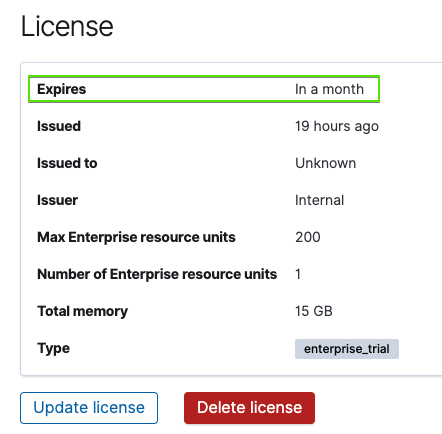 License
Expires In a month
Issued 19 hours ago
Issued to Unknown
Issuer Internal
Max Enterprise resource units 200
Number of Enterprise resource units 1
Total memory 15 GB
Type enterprise_trial
Update license Delete license